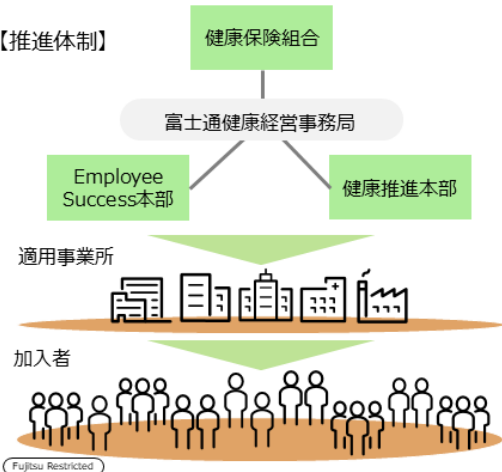 【推進体制】
健康保険組合
富士通健康経営事務局
Employee
Success本部
健康推進本部
適用事業所
加入者
Fujitsu Restricted